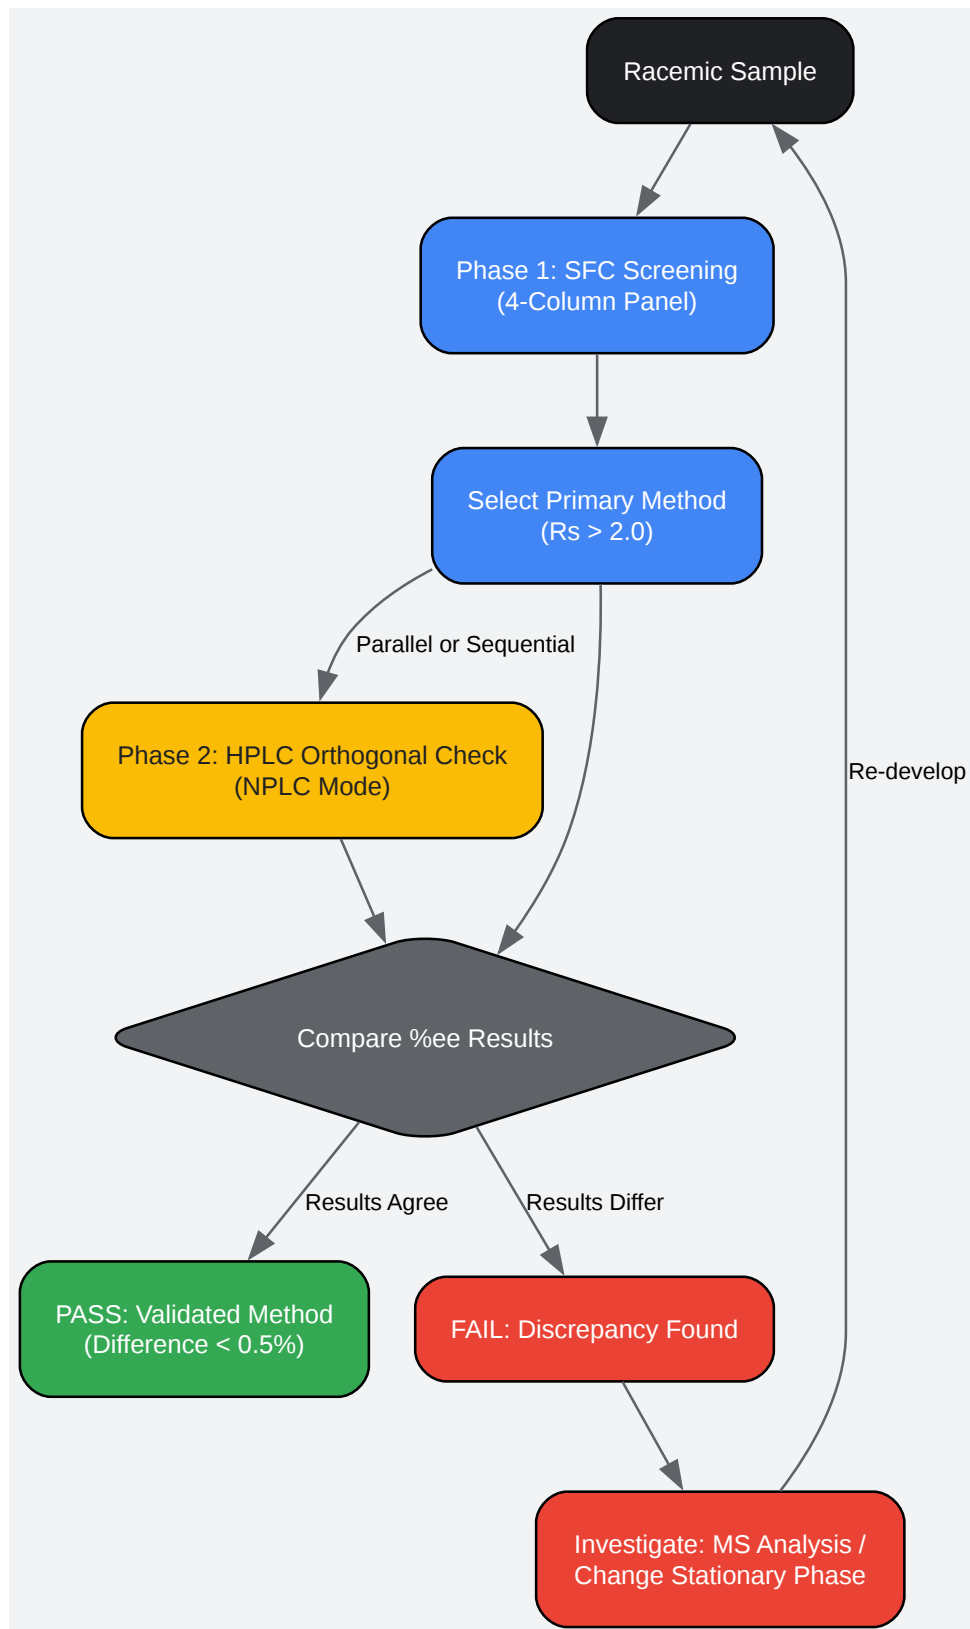 Racemic Sample
Phase 1: SFC Screening
(4-Column Panel)
Select Primary Method
(Rs > 2.0)
Parallel or Sequential
Phase 2: HPLC Orthogonal Check
(NPLC Mode)
Re-develop
Compare %ee Results
Results Agree
Results Differ
PASS: Validated Method
(Difference < 0.5%)
FAIL: Discrepancy Found
Investigate: MS Analysis /
Change Stationary Phase